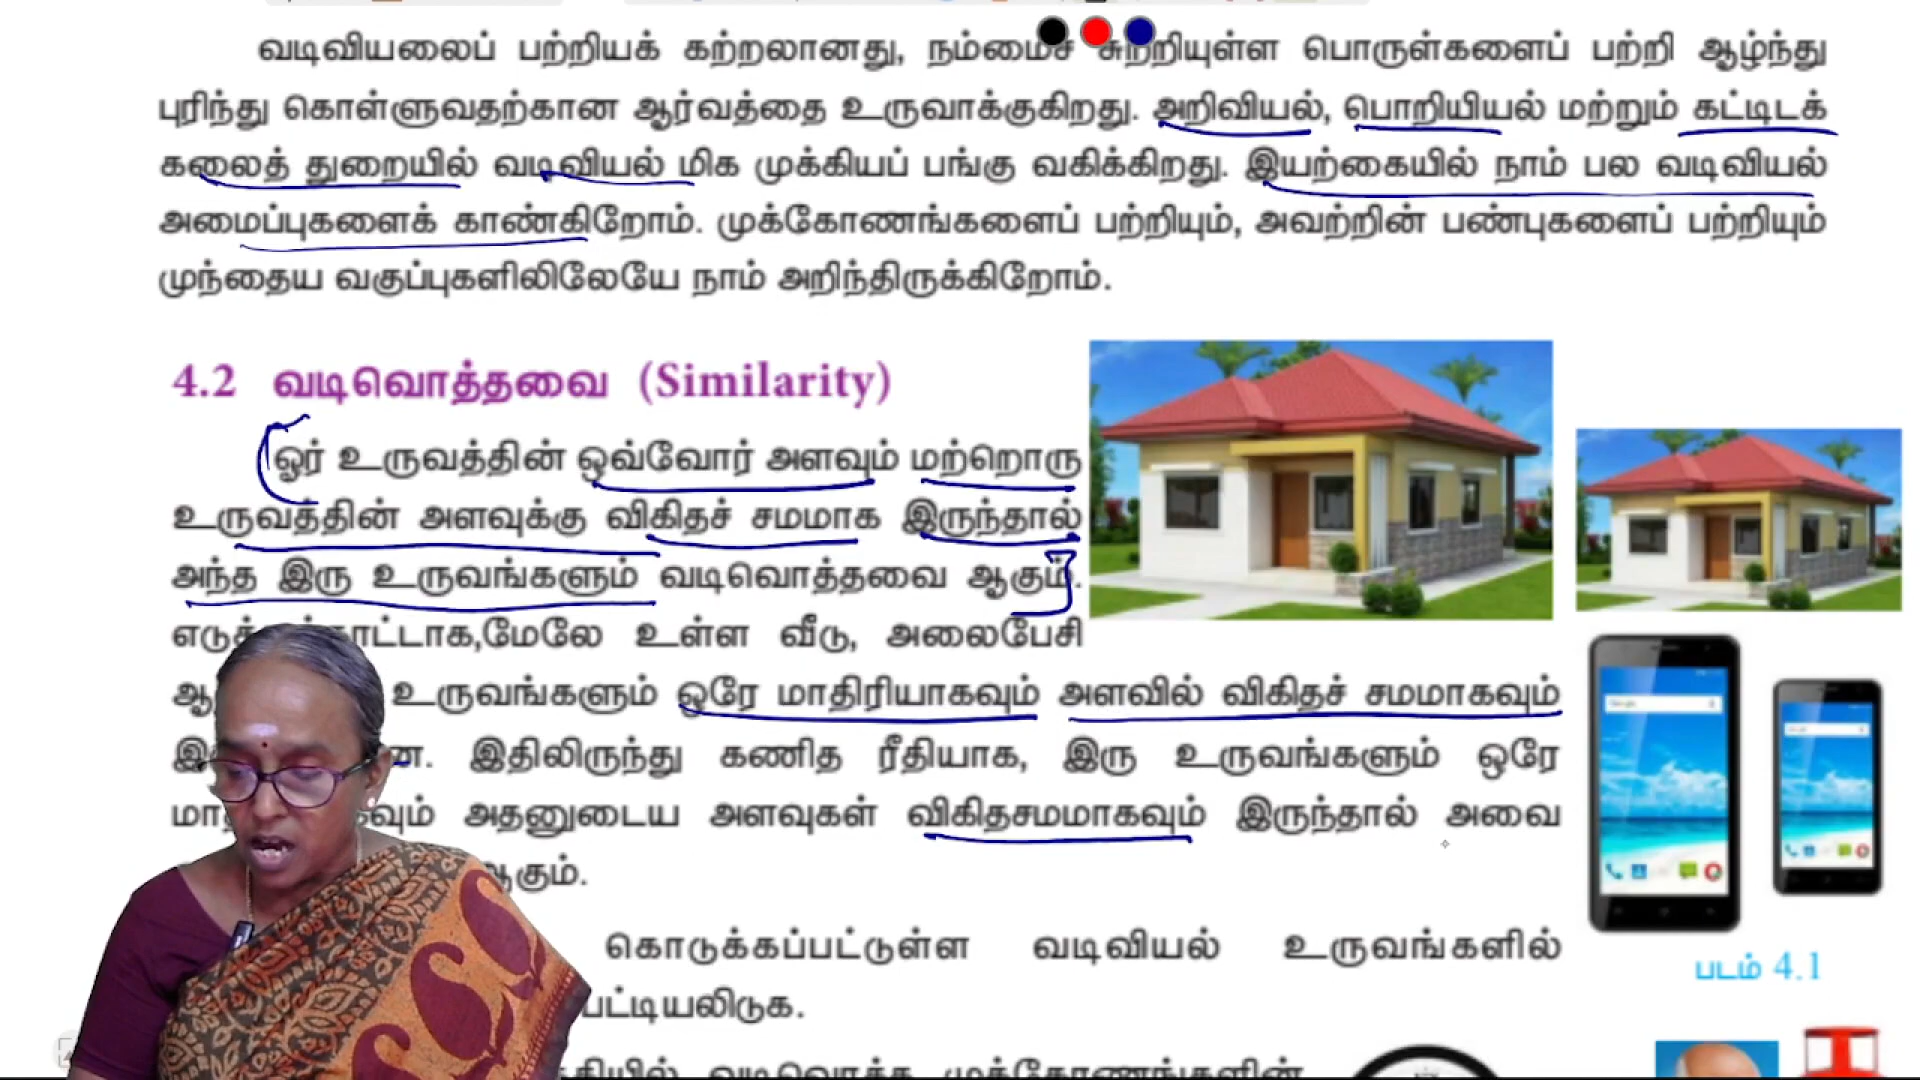 வடிவியலைப் பற்றியக் கற்றலானது, நம்மைச் சுற்றியுள்ள பொருள்களைப் பற்றி ஆழ்ந்து
புரிந்து கொள்ளுவதற்கான ஆர்வத்தை உருவாக்குகிறது. அறிவியல், பொறியியல் மற்றும் கட்டிடக்
கலைத் துறையில் வடிவியல் மிக முக்கியப் பங்கு வகிக்கிறது. இயற்கையில் நாம் பல வடிவியல்
அமைப்புகளைக் காண்கிறோம். முக்கோணங்களைப் பற்றியும், அவற்றின் பண்புகளைப் பற்றியும்
முந்தைய வகுப்புகளிலிலேயே நாம் அறிந்திருக்கிறோம்.
4.2 வடிவொத்தவை (Similarity)
ஓர் உருவத்தின் ஒவ்வோர் அளவும் மற்றொரு
உருவத்தின் அளவுக்கு விகிதச் சமமாக இருந்தால்
அந்த இரு உருவங்களும் வடிவொத்தவை ஆகும்.
மேலே உள்ள வீடு, அலைபேசி
உருவங்களும் ஒரே மாதிரியாகவும் அளவில் விகிதச் சமமாகவும்
இதிலிருந்து கணித ரீதியாக, இரு உருவங்களும் ஒரே
அதனுடைய அளவுகள் விகிதசமமாகவும் இருந்தால் அவை
ஆகும்.
கொடுக்கப்பட்டுள்ள வடிவியல் உருவங்களில்
பட்டியலிடுக.
படம் 4.1